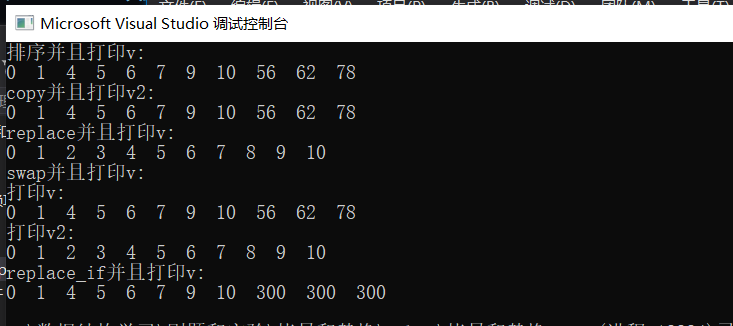 Microsoft Visual Studio 调试控制台
排序并且打印v:
0 1 4 5 6 7 9 10 56 62 78
copy并且打印v2:
0 1 4 5 6 7 9 10 56 62 78
replace并且打印v:
0 1 2 3 4 5 6 7 8 9 10
swap并且打印v:
打印v:
0 1 4 5 6 7 9 10 56 62 78
打印v2:
0 1 2 3 4 5 6 7 8 9 10
replace_if并且打印v:
0 1 4 5 6 7 9 10 300 300 300